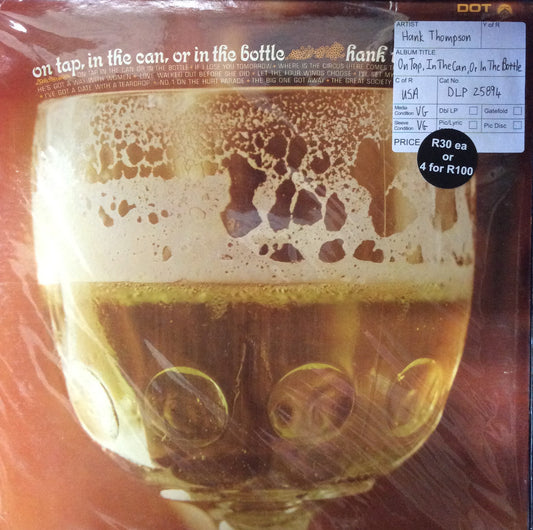 DOT
on tap, in the can, or in the bottle hank
ON TAP, IN THE CAN, OR IN THE BOTTLE • IF I LOSE YOU TOMORROW • WHERE IS THE CIRCUS • HERE COMES
HE'S GOT A WAY WITH WOMEN • LOVE WALKED OUT BEFORE SHE DID • LET THE FOUR WINDS CHOOSE • I'LL SET MY
• I'VE GOT A DATE WITH A TEARDROP • NO. 1 ON THE HURT PARADE • THE BIG ONE GOT AWAY • THE GREAT SOCIETY
ARTIST Y of R
Hank Thompson
ALBUM TITLE
On Tap, In The Can, Or, In The Bottle
C of R Cat No.
USA DLP 25894
Media Condition VG Dbl LP Gatefold
Sleeve Condition VG Pic/Lyric Pic Disc
PRICE
R30 ea
or
4 for R100